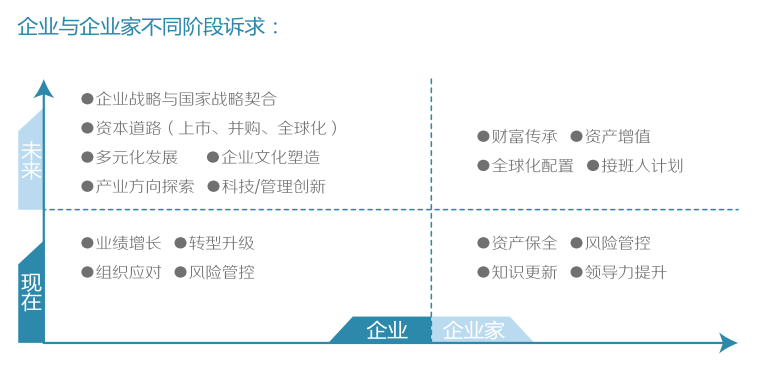 企业与企业家不同阶段诉求：
●企业战略与国家战略契合
●资本道路（上市、并购、全球化）
●多元化发展 ●企业文化塑造
●产业方向探索 ●科技/管理创新
●财富传承 ●资产增值
●全球化配置 ●接班人计划
未来
●业绩增长 ●转型升级
●组织应对 ●风险管控
●资产保全 ●风险管控
●知识更新 ●领导力提升
现在
企业 企业家